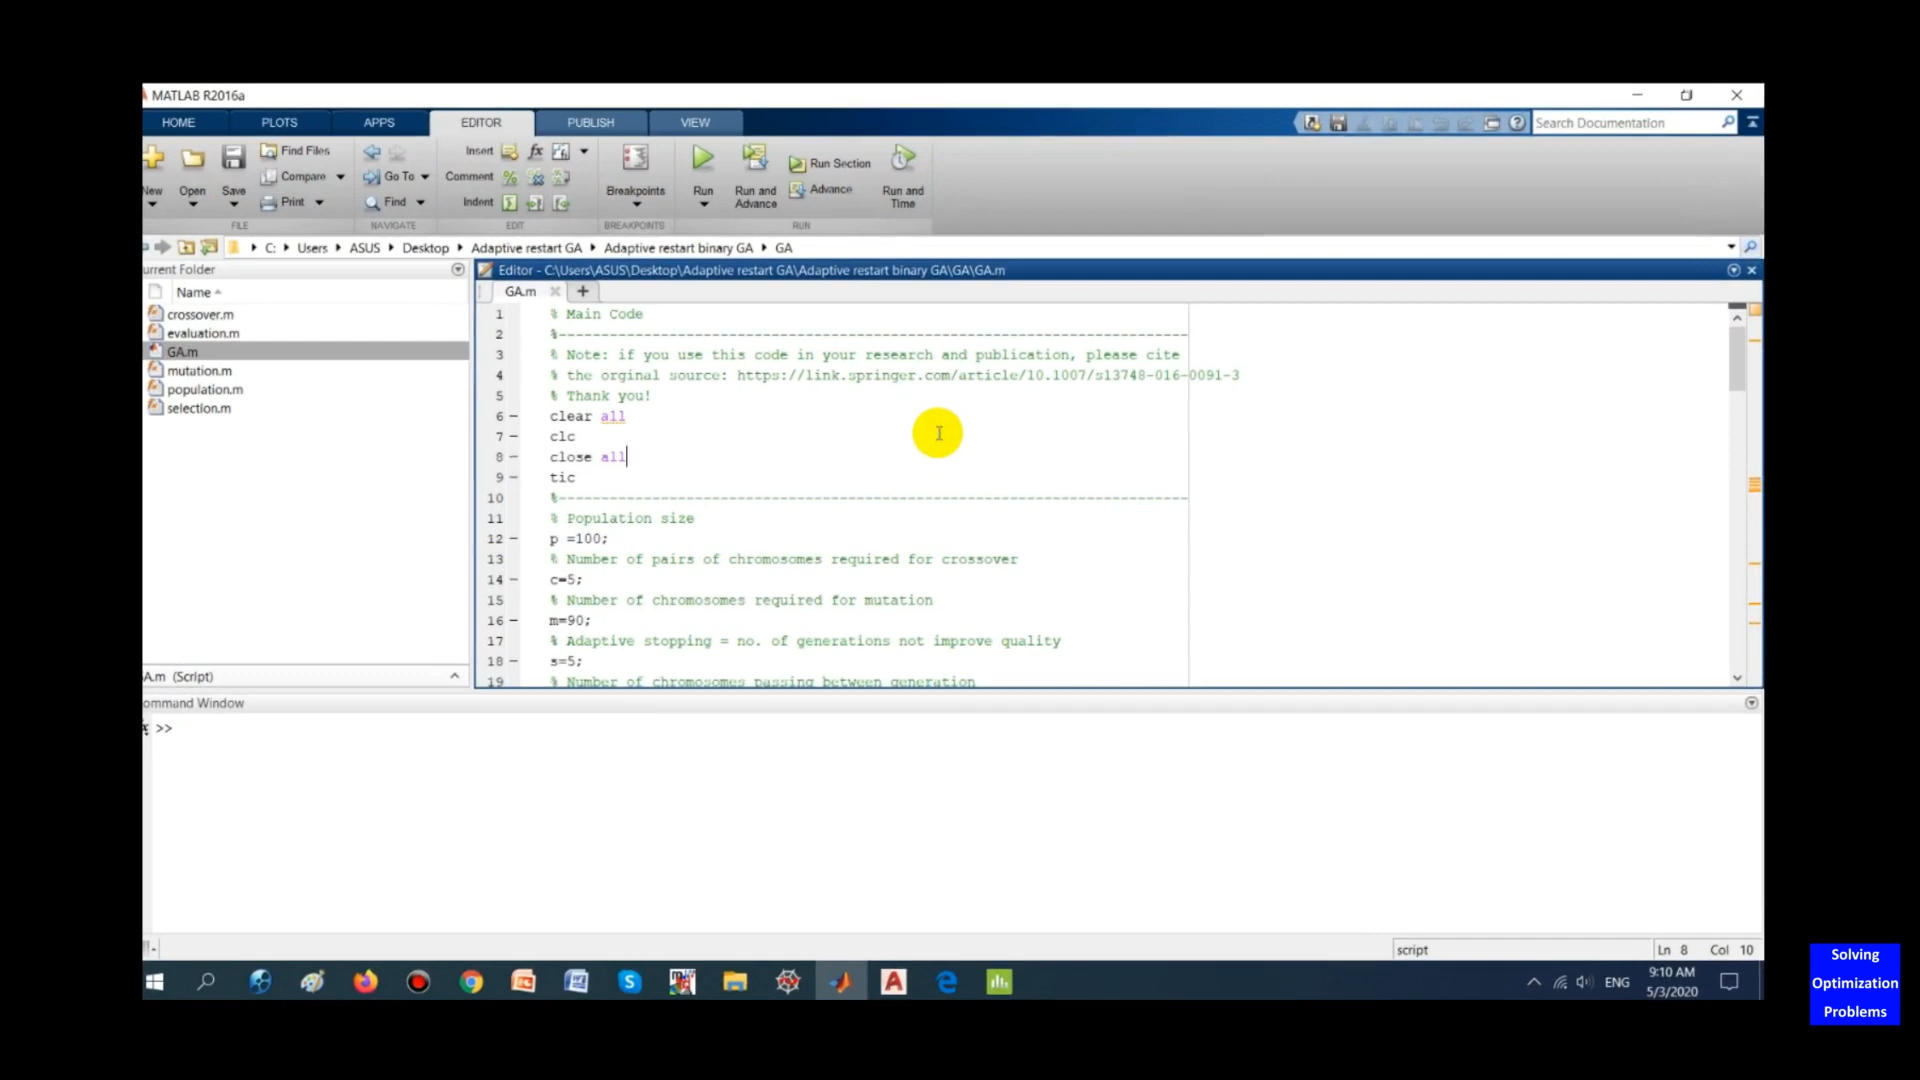 MATLAB R2016a
HOME PLOTS APPS EDITOR PUBLISH VIEW
Search Documentation
New Open Save
Find Files
Compare
Print
Go To
Find
Insert
Comment
Indent
Breakpoints
Run
Run and Advance
Run Section
Advance
Run and Time
FILE NAVIGATE EDIT BREAKPOINTS RUN
C: Users ASUS Desktop Adaptive restart GA Adaptive restart binary GA GA
urrent Folder
Name
crossover.m
evaluation.m
GA.m
mutation.m
population.m
selection.m
A.m (Script)
Editor - C:\Users\ASUS\Desktop\Adaptive restart GA\Adaptive restart binary GA\GA\GA.m
GA.m
1 % Main Code
2 %--------------------------------------------------------------------------
3 % Note: if you use this code in your research and publication, please cite
4 % the orginal source: https://link.springer.com/article/10.1007/s13748-016-0091-3
5 % Thank you!
6 – clear all
7 – clc
8 – close all
9 – tic
10 %--------------------------------------------------------------------------
11 % Population size
12 – p =100;
13 % Number of pairs of chromosomes required for crossover
14 – c=5;
15 % Number of chromosomes required for mutation
16 – m=90;
17 % Adaptive stopping = no. of generations not improve quality
18 – s=5;
19 % Number of chromosomes passing between generation
ommand Window
>>
script Ln 8 Col 10
ENG
9:10 AM
5/3/2020
Solving
Optimization
Problems